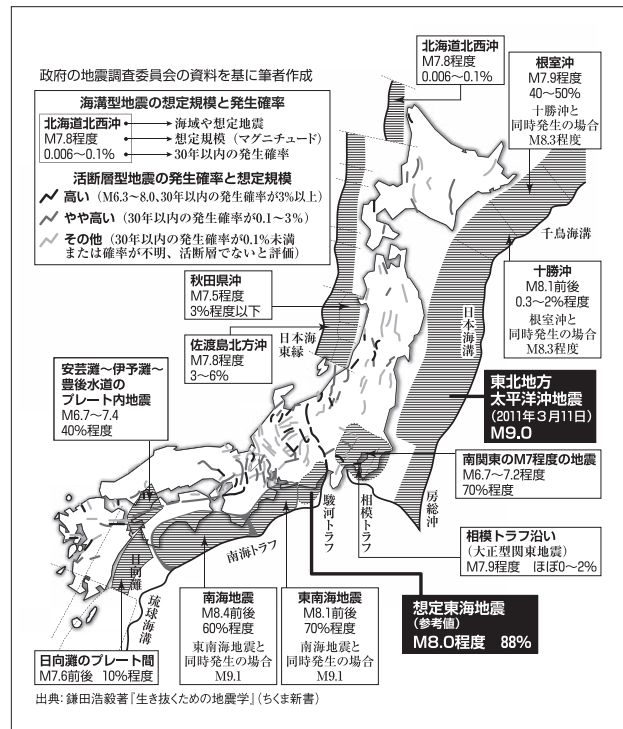 政府の地震調査委員会の資料を基に筆者作成
海溝型地震の想定規模と発生確率
北海道北西沖
M7.8程度
0.006〜0.1%
海域や想定地震
想定規模（マグニチュード）
30年以内の発生確率
活断層型地震の発生確率と想定規模
高い（M6.3〜8.0、30年以内の発生確率が3%以上）
やや高い（30年以内の発生確率が0.1〜3%）
その他（30年以内の発生確率が0.1%未満
または確率が不明、活断層でないと評価）
北海道北西沖
M7.8程度
0.006〜0.1%
根室沖
M7.9程度
40〜50%
十勝沖と
同時発生の場合
M8.3程度
千島海溝
十勝沖
M8.1前後
0.3〜2%程度
根室沖と
同時発生の場合
M8.3程度
秋田県沖
M7.5程度
3%程度以下
佐渡島北方沖
M7.8程度
3〜6%
日本海
東縁
日本海溝
東北地方
太平洋沖地震
（2011年3月11日）
M9.0
安芸灘〜伊予灘〜
豊後水道の
プレート内地震
M6.7〜7.4
40%程度
南関東のM7程度の地震
M6.7〜7.2程度
70%程度
房総沖
相模トラフ
駿河トラフ
南海トラフ
日向灘
琉球海溝
相模トラフ沿い
（大正型関東地震）
M7.9程度 ほぼ0〜2%
南海地震
M8.4前後
60%程度
東南海地震と
同時発生の場合
M9.1
東南海地震
M8.1前後
70%程度
南海地震と
同時発生の場合
M9.1
想定東海地震
（参考値）
M8.0程度 88%
日向灘のプレート間
M7.6前後 10%程度
出典：鎌田浩毅著『生き抜くための地震学』（ちくま新書）